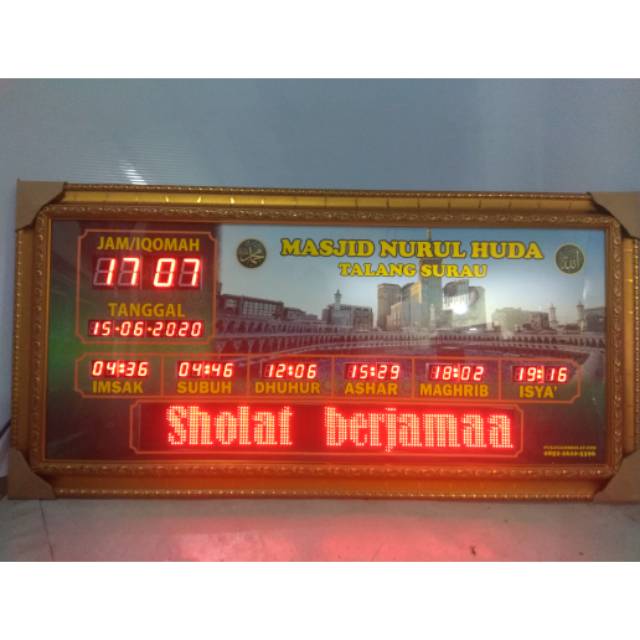 JAM/IQOMAH
17 07
TANGGAL
15-06-2020
MASJID NURUL HUDA
TALANG SURAU
04:36 04:46 12:06 15:29 18:02 19:16
IMSAK SUBUH DHUHUR ASHAR MAGHRIB ISYA'
Sholat berjamaa